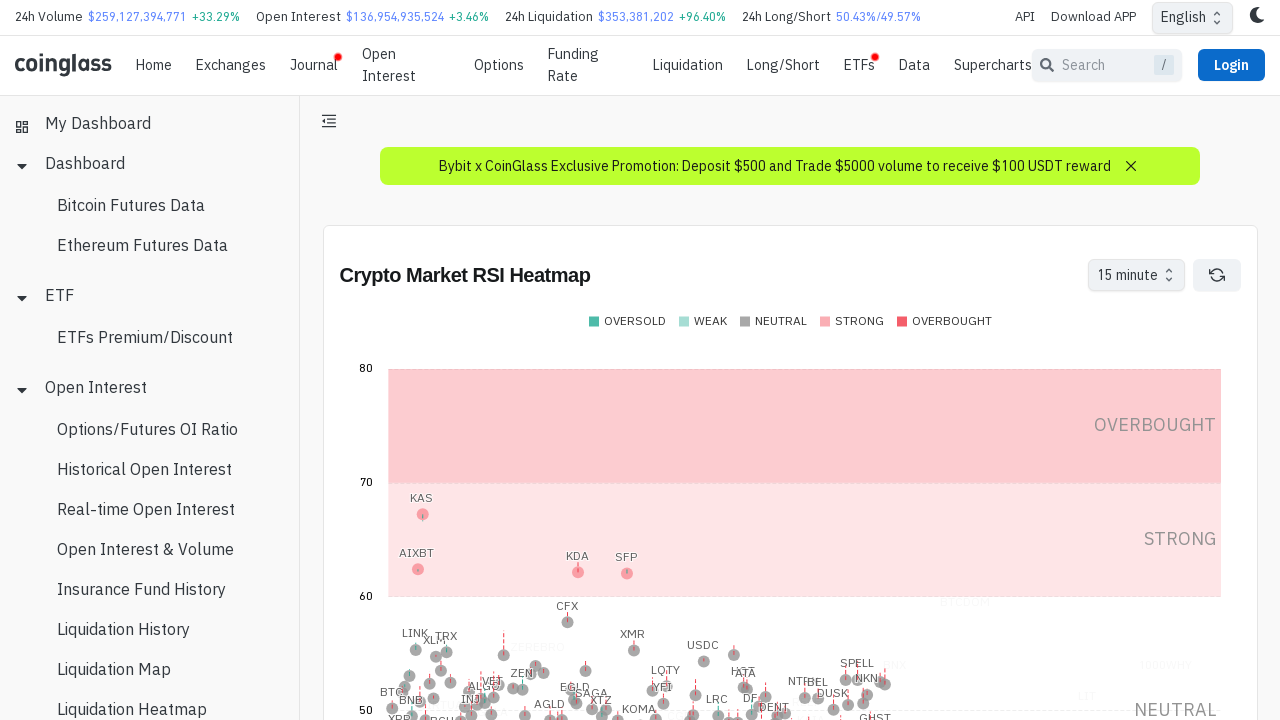 24h Volume $259,127,394,771 +33.29% Open Interest $136,954,935,524 +3.46% 24h Liquidation $353,381,202 +96.40% 24h Long/Short 50.43%/49.57% API Download APP English
coinglass Home Exchanges Journal Open Interest Options Funding Rate Liquidation Long/Short ETFs Data Supercharts Search / Login
My Dashboard
Dashboard
Bitcoin Futures Data
Ethereum Futures Data
ETF
ETFs Premium/Discount
Open Interest
Options/Futures OI Ratio
Historical Open Interest
Real-time Open Interest
Open Interest & Volume
Insurance Fund History
Liquidation History
Liquidation Map
Liquidation Heatmap
Bybit x CoinGlass Exclusive Promotion: Deposit $500 and Trade $5000 volume to receive $100 USDT reward
Crypto Market RSI Heatmap
15 minute
OVERSOLD WEAK NEUTRAL STRONG OVERBOUGHT
80
OVERBOUGHT
70
KAS
STRONG
AIXBT KDA SFP
60
CFX
LINK TRX XMR
USDC
LQTY SPELL
ZEN ATA
NKN
VET
ALGO EGLD YFI
BTC SAGA DUSK
BNB INJ XTZ LRC
AGLD KOMA DENT
50
NEUTRAL
XRP GHST